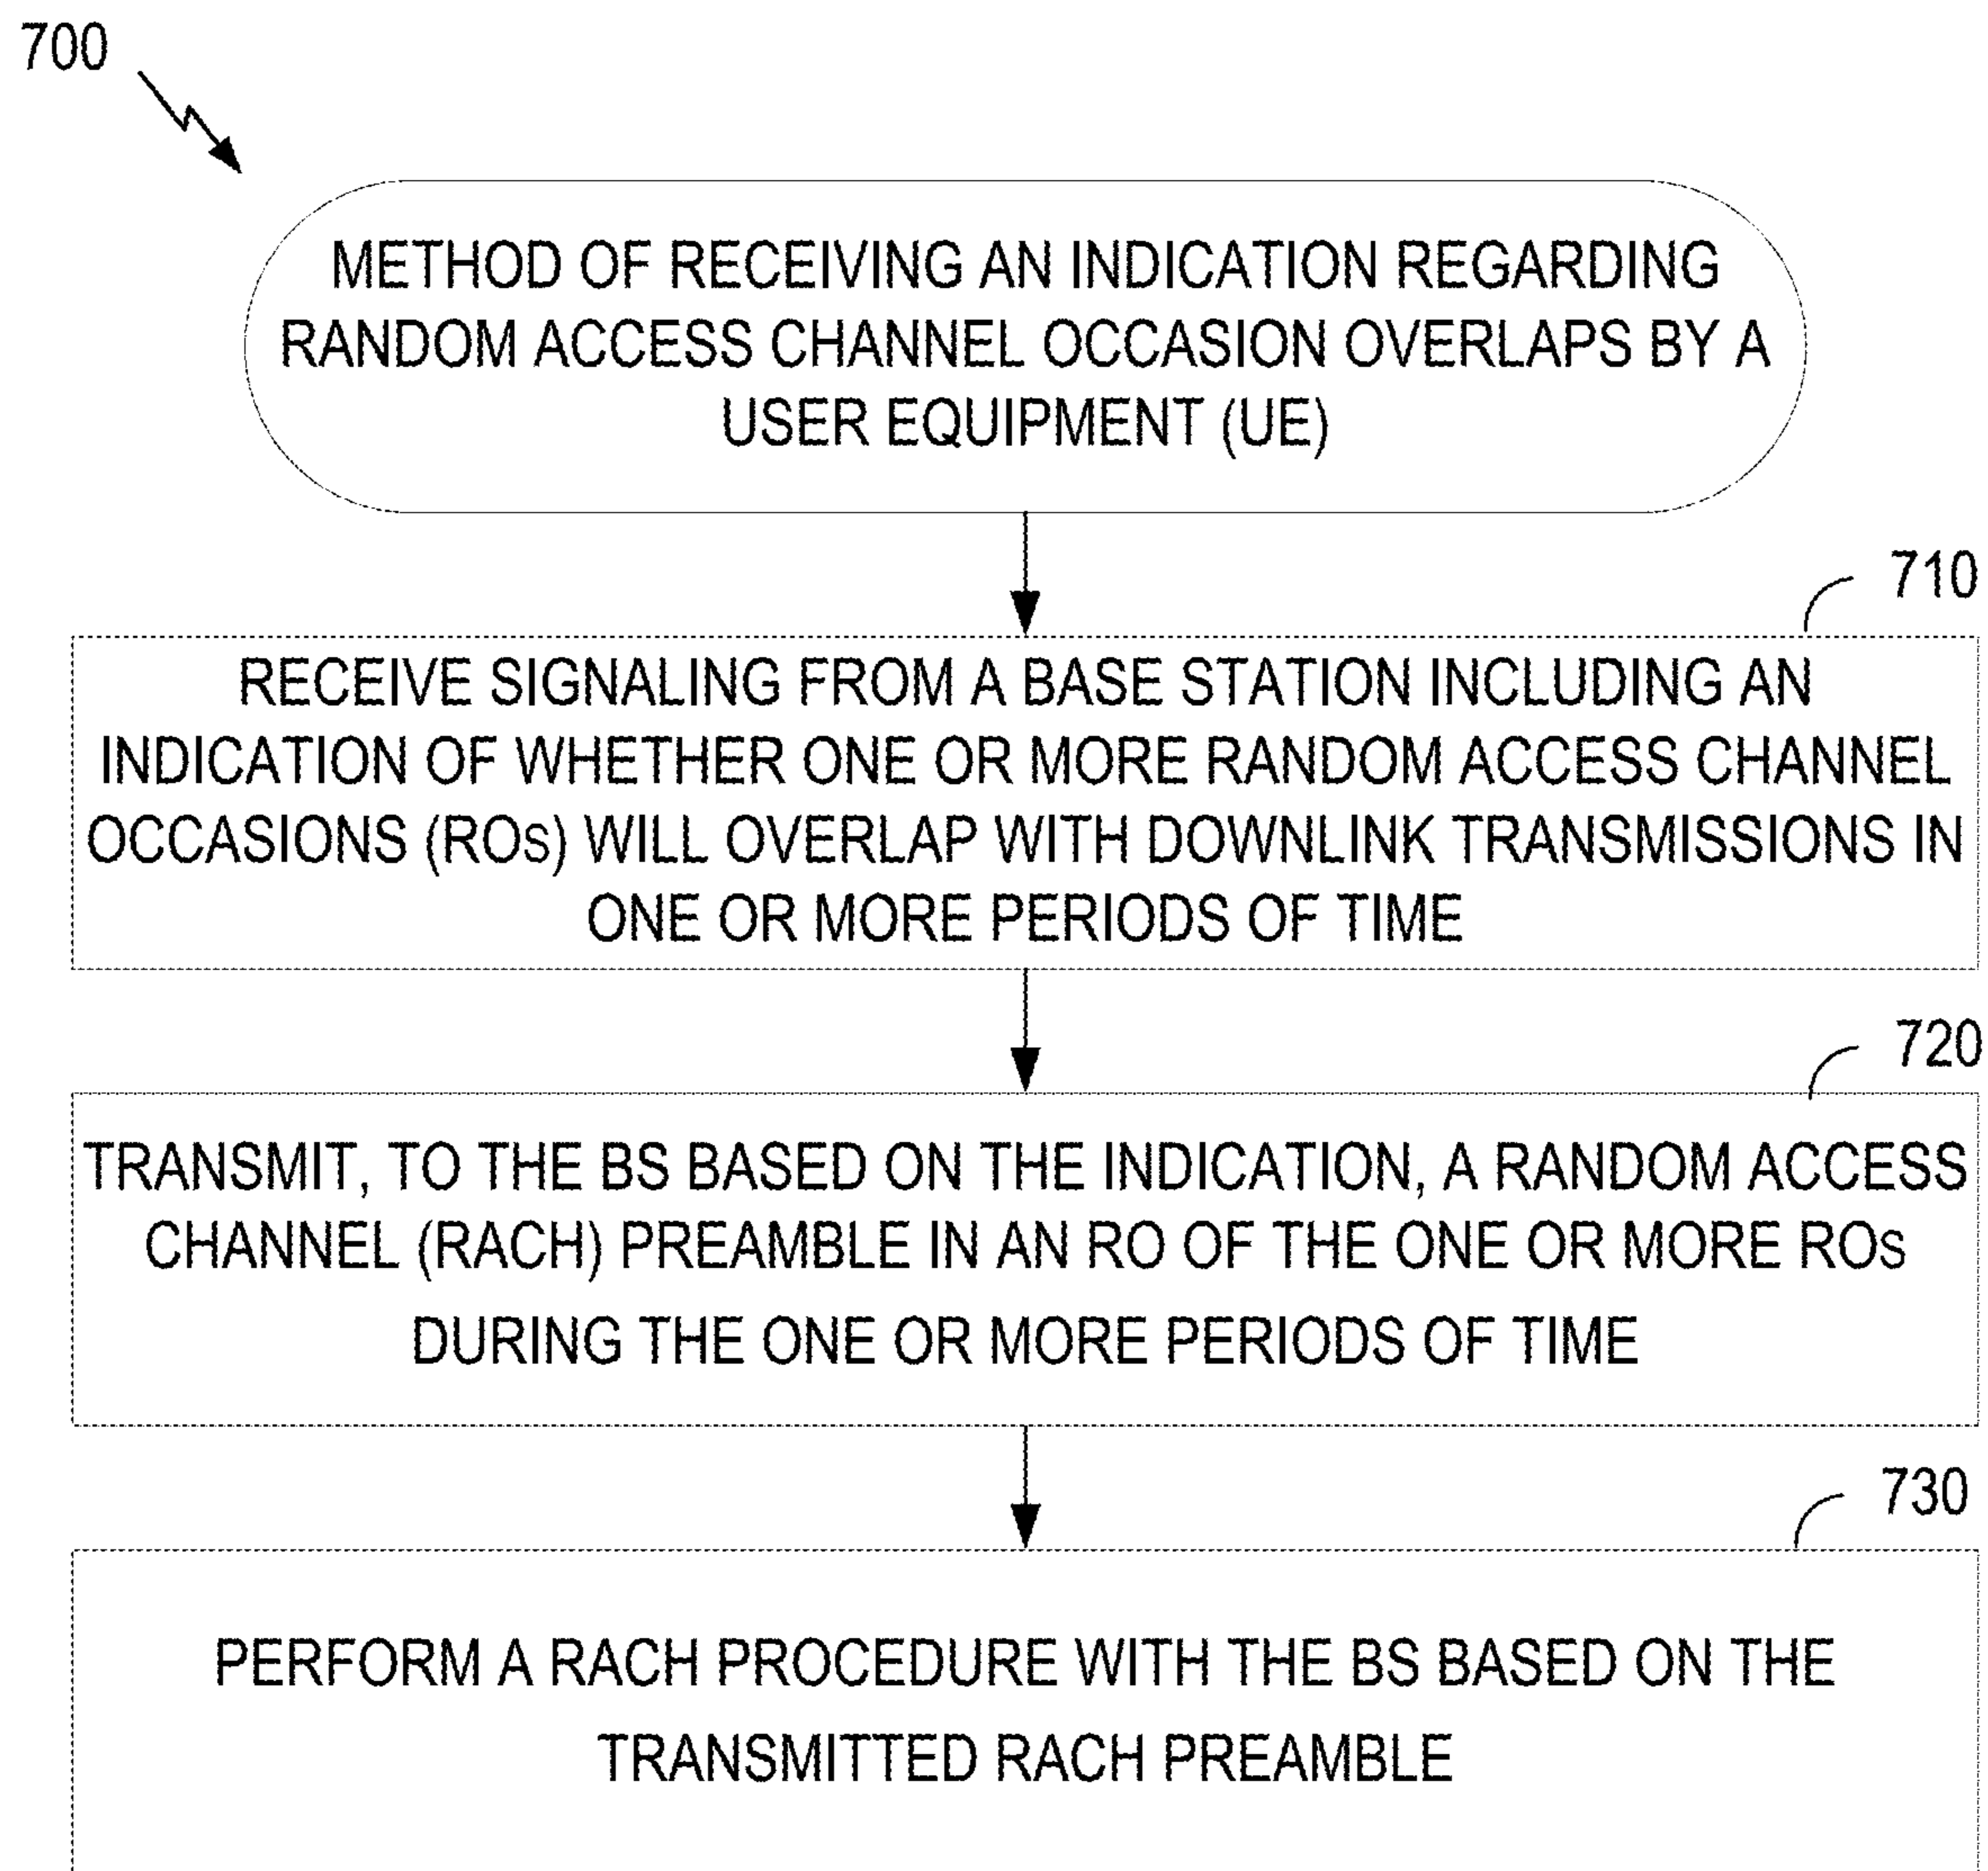 700
METHOD OF RECEIVING AN INDICATION REGARDING
RANDOM ACCESS CHANNEL OCCASION OVERLAPS BY A
USER EQUIPMENT (UE)
710
RECEIVE SIGNALING FROM A BASE STATION INCLUDING AN
INDICATION OF WHETHER ONE OR MORE RANDOM ACCESS CHANNEL
OCCASIONS (ROs) WILL OVERLAP WITH DOWNLINK TRANSMISSIONS IN
ONE OR MORE PERIODS OF TIME
720
TRANSMIT, TO THE BS BASED ON THE INDICATION, A RANDOM ACCESS
CHANNEL (RACH) PREAMBLE IN AN RO OF THE ONE OR MORE ROs
DURING THE ONE OR MORE PERIODS OF TIME
730
PERFORM A RACH PROCEDURE WITH THE BS BASED ON THE
TRANSMITTED RACH PREAMBLE